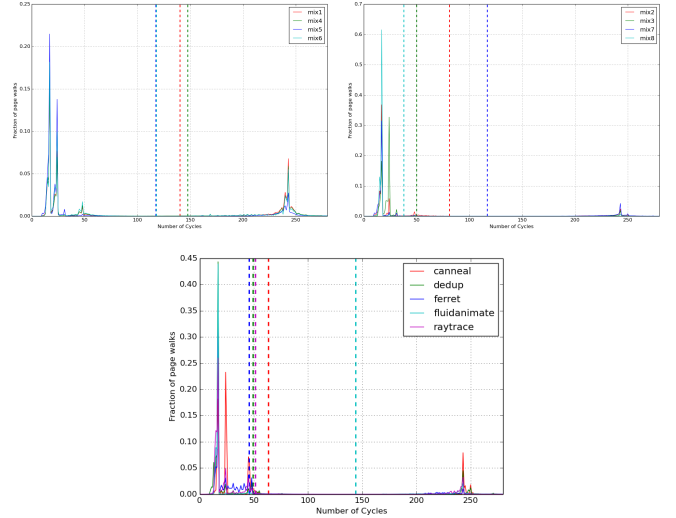 0.25
0.20
0.15
0.10
0.05
0.00
0 50 100 150 200 250
Fraction of page walks
Number of Cycles
mix1
mix4
mix5
mix6
0.7
0.6
0.5
0.4
0.3
0.2
0.1
0.0
0 50 100 150 200 250
Fraction of page walks
Number of Cycles
mix2
mix3
mix7
mix8
0.45
0.40
0.35
0.30
0.25
0.20
0.15
0.10
0.05
0.00
0 50 100 150 200 250
Fraction of page walks
Number of Cycles
canneal
dedup
ferret
fluidanimate
raytrace